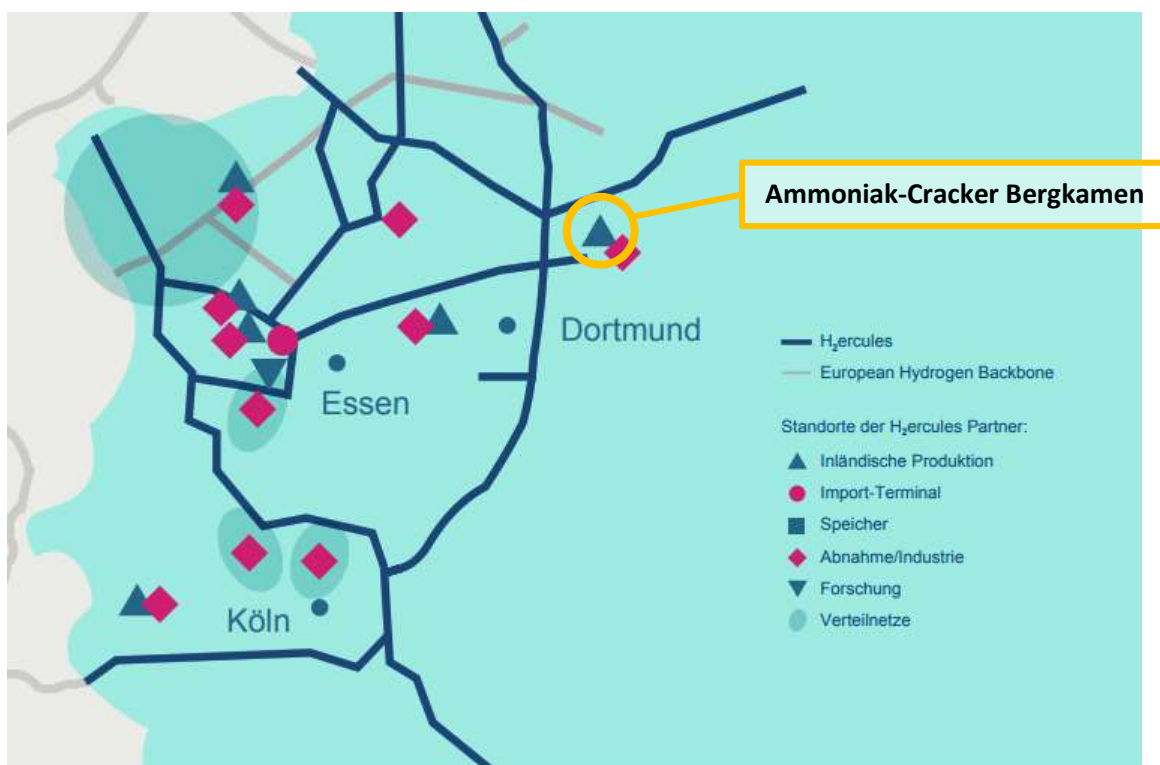 Ammoniak-Cracker Bergkamen
Dortmund
Essen
Köln
H₂ercules
European Hydrogen Backbone
Standorte der H₂ercules Partner:
Inländische Produktion
Import-Terminal
Speicher
Abnahme/Industrie
Forschung
Verteilnetze